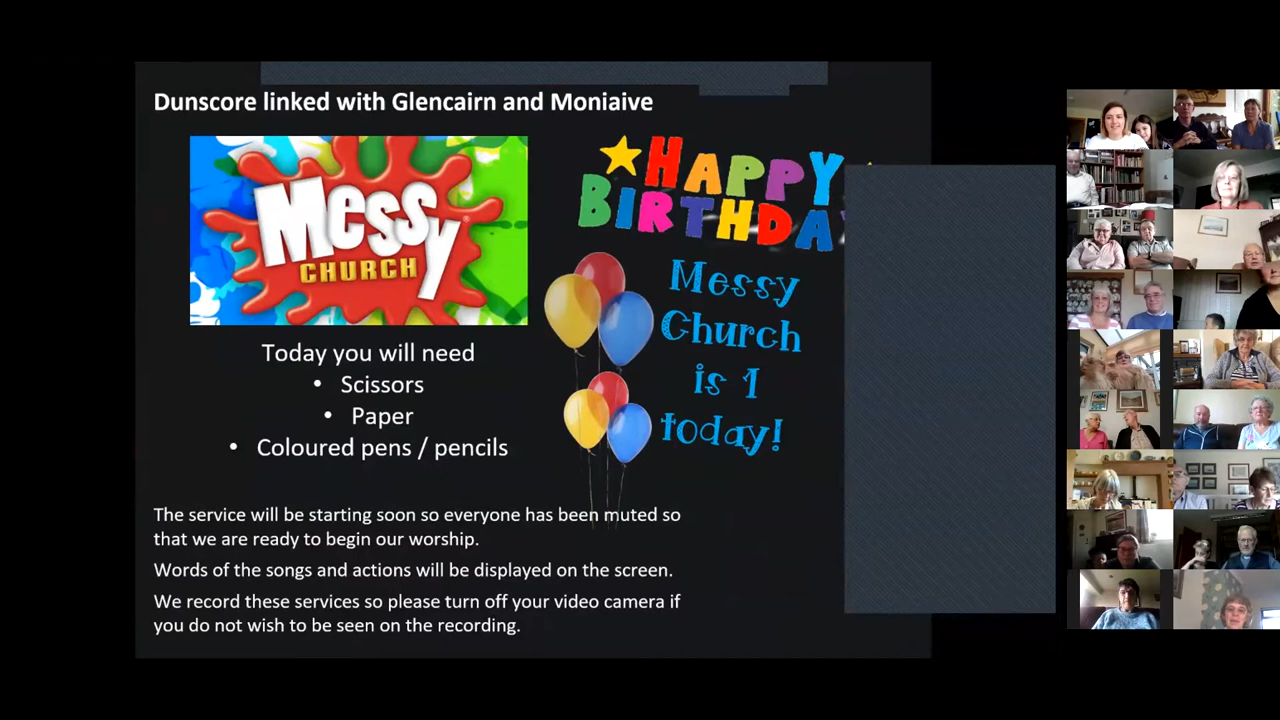 Dunscore linked with Glencairn and Moniaive
Messy
CHURCH
HAPPY
BIRTHDA
Messy
Church
is 1
today!
Today you will need
• Scissors
• Paper
• Coloured pens / pencils
The service will be starting soon so everyone has been muted so
that we are ready to begin our worship.
Words of the songs and actions will be displayed on the screen.
We record these services so please turn off your video camera if
you do not wish to be seen on the recording.